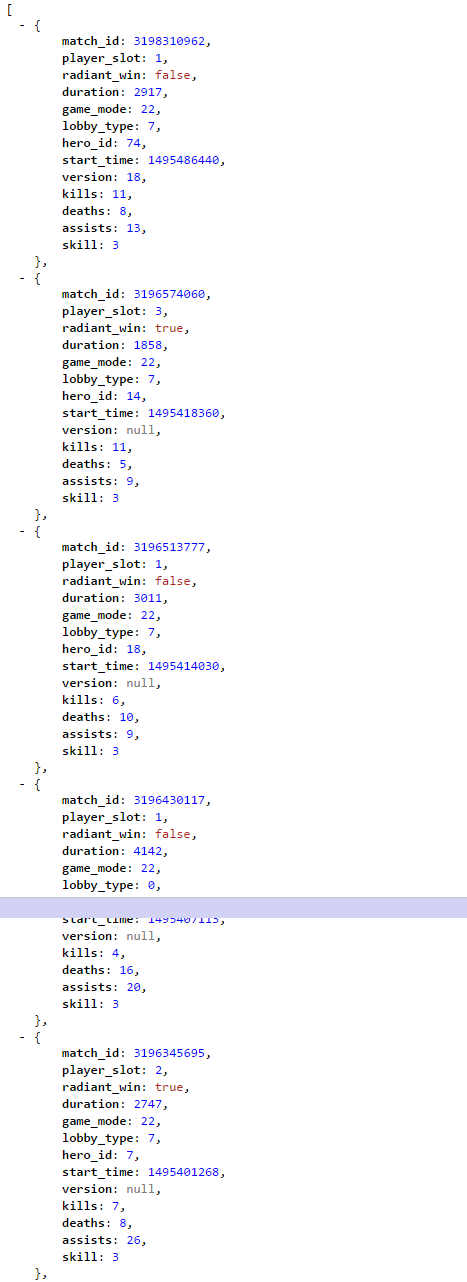 [
- {
match_id: 3198310962,
player_slot: 1,
radiant_win: false,
duration: 2917,
game_mode: 22,
lobby_type: 7,
hero_id: 74,
start_time: 1495486440,
version: 18,
kills: 11,
deaths: 8,
assists: 13,
skill: 3
},
- {
match_id: 3196574060,
player_slot: 3,
radiant_win: true,
duration: 1858,
game_mode: 22,
lobby_type: 7,
hero_id: 14,
start_time: 1495418360,
version: null,
kills: 11,
deaths: 5,
assists: 9,
skill: 3
},
- {
match_id: 3196513777,
player_slot: 1,
radiant_win: false,
duration: 3011,
game_mode: 22,
lobby_type: 7,
hero_id: 18,
start_time: 1495414030,
version: null,
kills: 6,
deaths: 10,
assists: 9,
skill: 3
},
- {
match_id: 3196430117,
player_slot: 1,
radiant_win: false,
duration: 4142,
game_mode: 22,
lobby_type: 0,
start_time: 1495407113,
version: null,
kills: 4,
deaths: 16,
assists: 20,
skill: 3
},
- {
match_id: 3196345695,
player_slot: 2,
radiant_win: true,
duration: 2747,
game_mode: 22,
lobby_type: 7,
hero_id: 7,
start_time: 1495401268,
version: null,
kills: 7,
deaths: 8,
assists: 26,
skill: 3
},